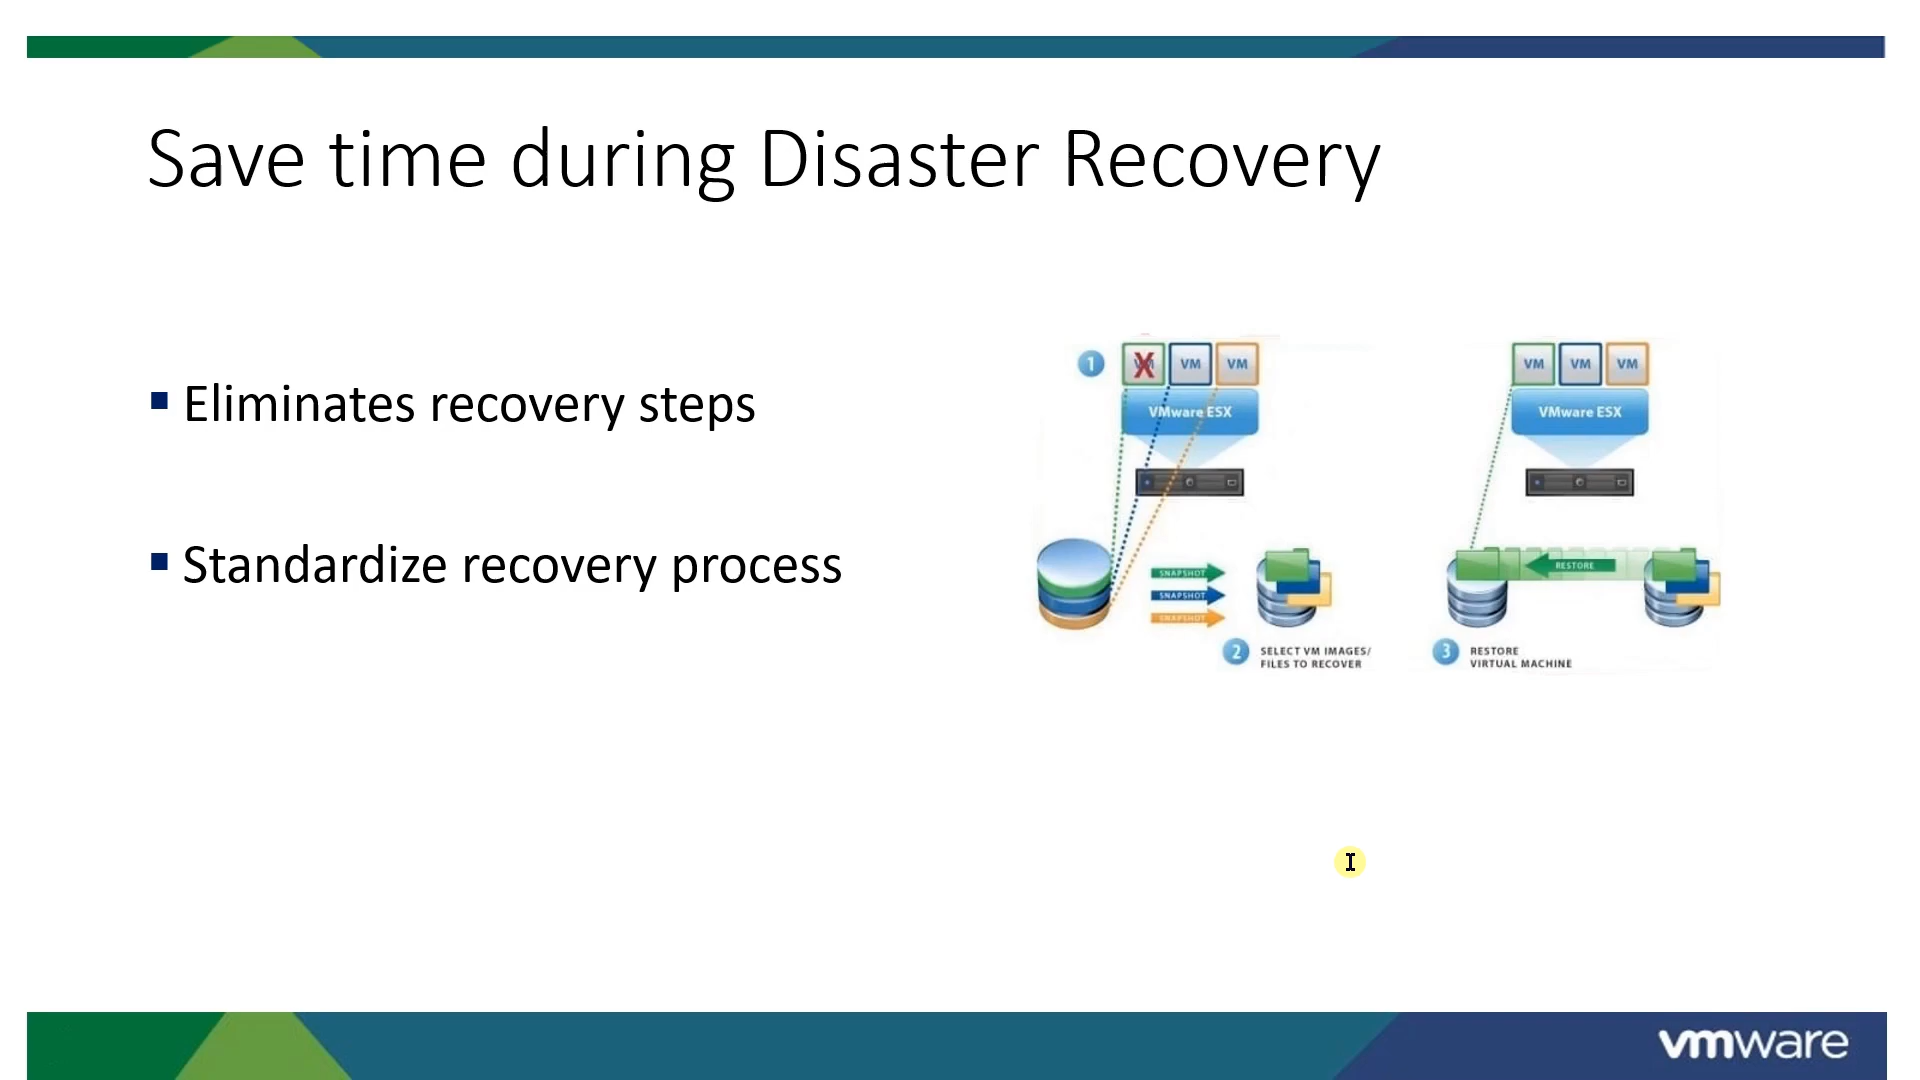 Save time during Disaster Recovery
Eliminates recovery steps
Standardize recovery process
1
VM VM
VMware ESX
SNAPSHOT
SNAPSHOT
SNAPSHOT
2 SELECT VM IMAGES/
FILES TO RECOVER
VM VM VM
VMware ESX
RESTORE
3 RESTORE
VIRTUAL MACHINE
vmware